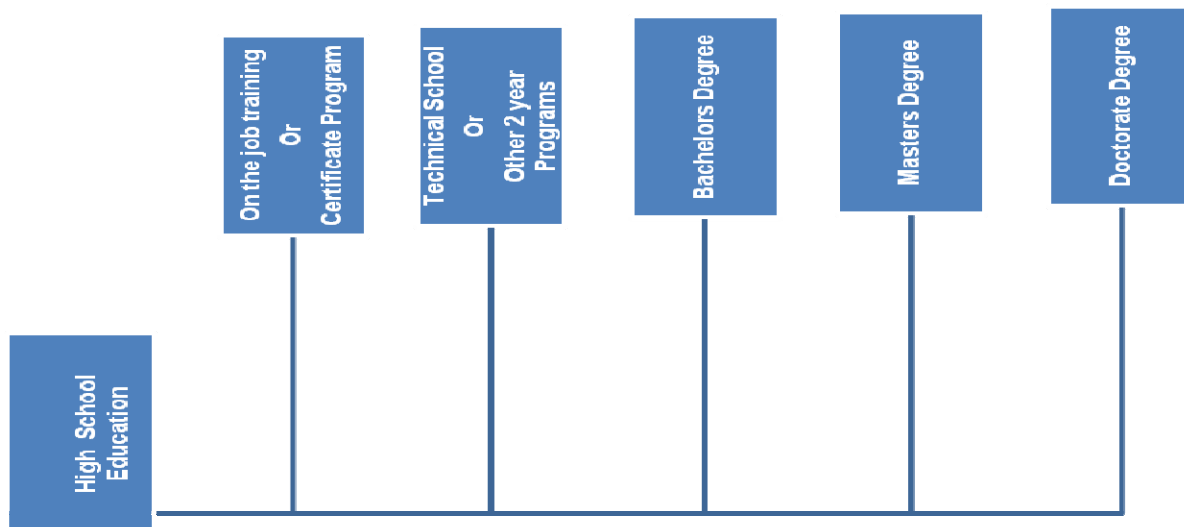 High School
Education
On the job training
Or
Certificate Program
Technical School
Or
Other 2 year
Programs
Bachelors Degree
Masters Degree
Doctorate Degree